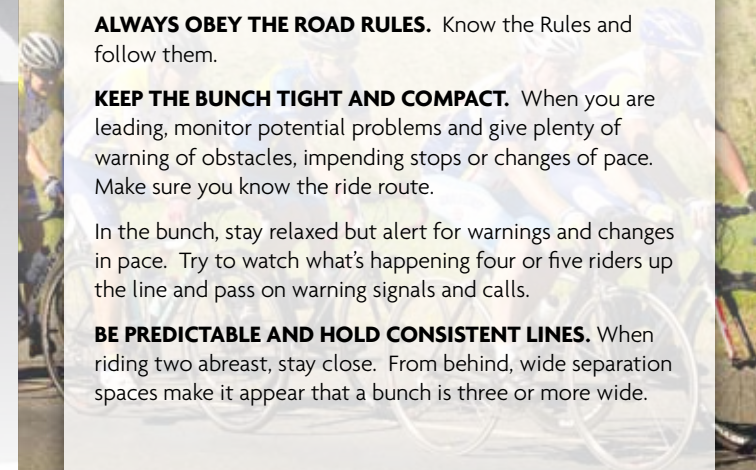 ALWAYS OBEY THE ROAD RULES. Know the Rules and
follow them.
KEEP THE BUNCH TIGHT AND COMPACT. When you are
leading, monitor potential problems and give plenty of
warning of obstacles, impending stops or changes of pace.
Make sure you know the ride route.
In the bunch, stay relaxed but alert for warnings and changes
in pace. Try to watch what's happening four or five riders up
the line and pass on warning signals and calls.
BE PREDICTABLE AND HOLD CONSISTENT LINES. When
riding two abreast, stay close. From behind, wide separation
spaces make it appear that a bunch is three or more wide.